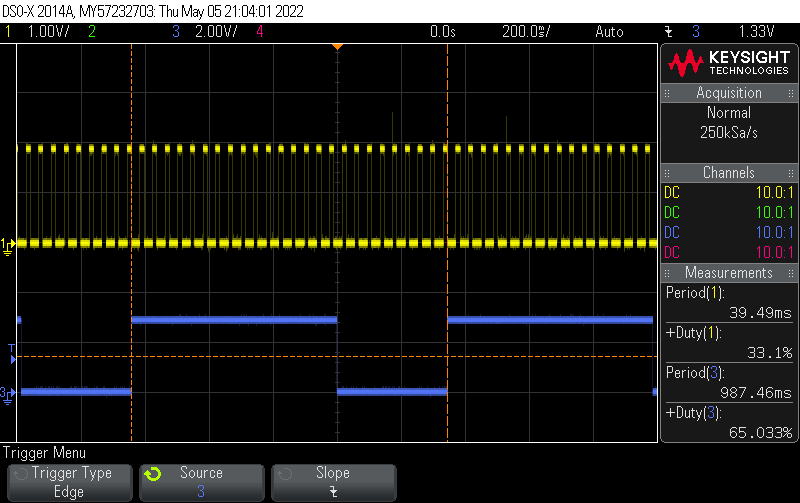 DSO-X 2014A, MY57232703: Thu May 05 21:04:01 2022
1 1.00V/ 2 3 2.00V/ 4 0.0s 200.0ms/ Auto 3 1.33V
KEYSIGHT
TECHNOLOGIES
Acquisition
Normal
250kSa/s
Channels
DC 10.0:1
DC 10.0:1
DC 10.0:1
DC 10.0:1
Measurements
Period(1):
39.49ms
+Duty(1):
33.1%
Period(3):
987.46ms
+Duty(3):
65.033%
1
T
3
Trigger Menu
Trigger Type
Edge
Source
3
Slope